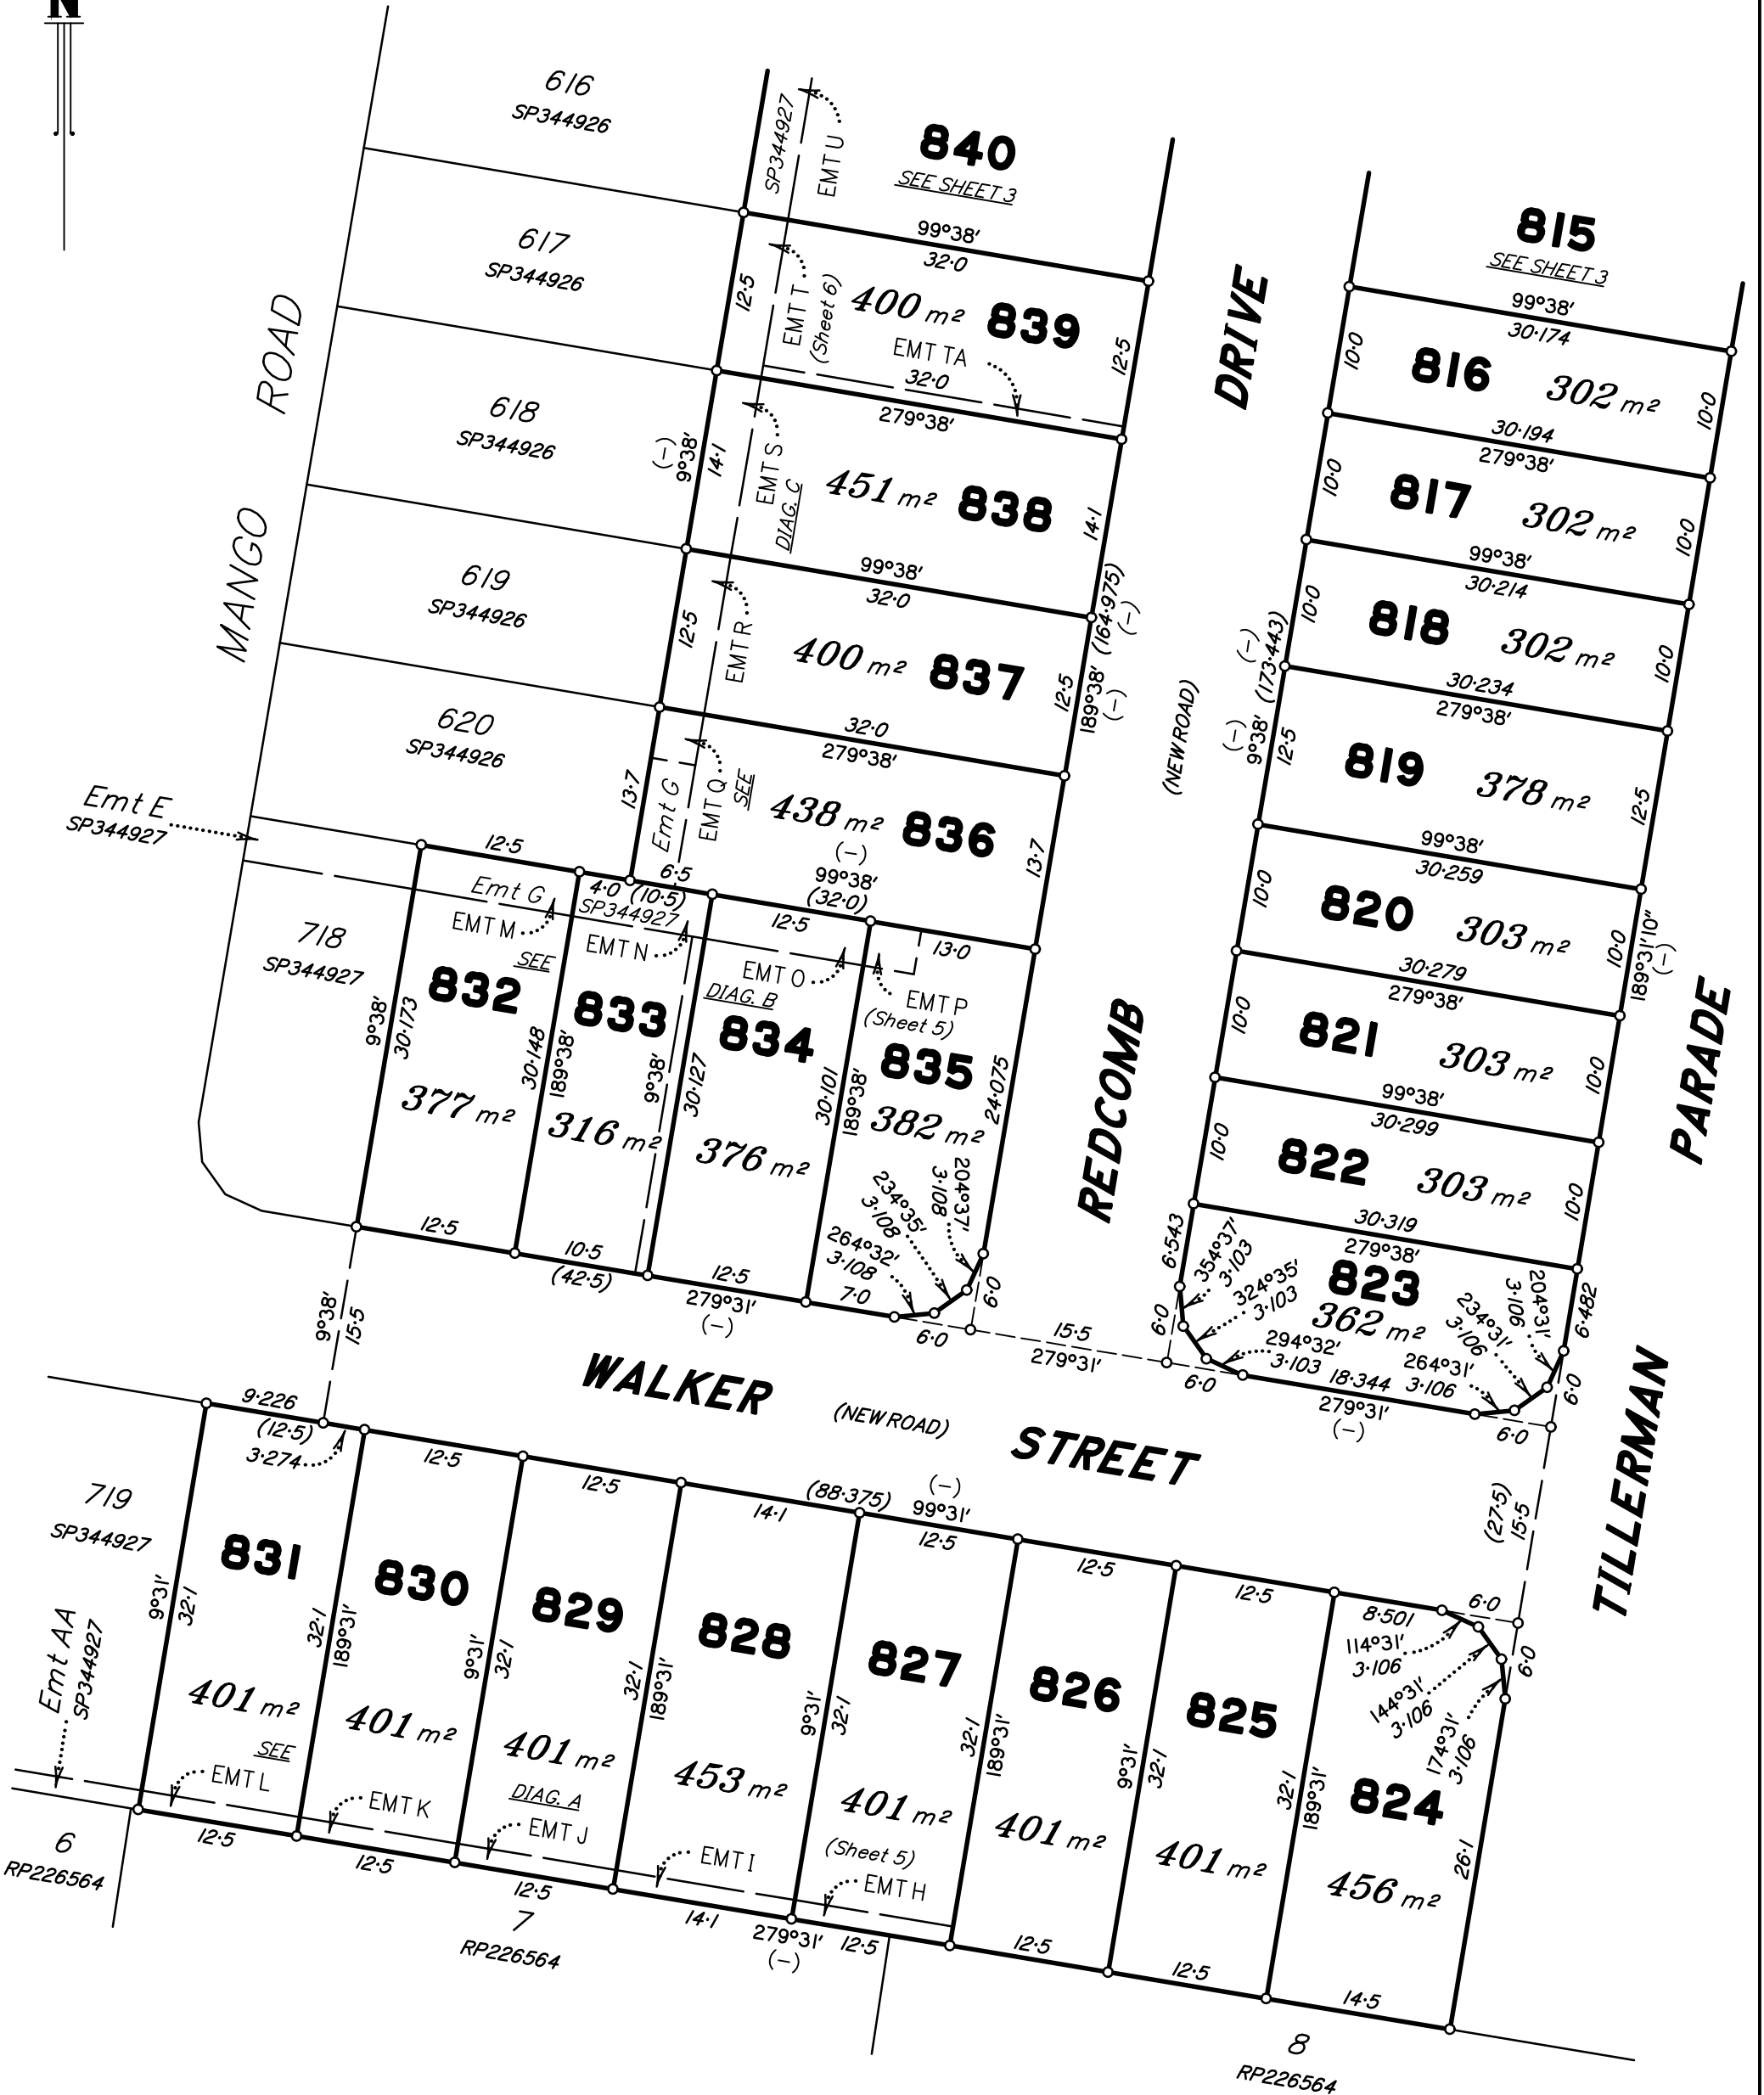 N
616
SP344926
617
SP344926
618
SP344926
619
SP344926
620
SP344926
MANGO ROAD
SP344927
EMT U
840
SEE SHEET 3
99°38'
32·0
12·5
EMT T
(Sheet 6)
400 m²
839
EMT TA
32·0
12·5
279°38'
(–)
9°38'
14·1
EMT S
DIAG. C
451 m²
838
14·1
99°38'
32·0
12·5
EMT R
400 m²
837
12·5
189°38' (64·975)
(–)
(–)
32·0
279°38'
13·7
Emt G
EMT Q
SEE
438 m²
836
13·7
(–)
99°38'
(32·0)
REDCOMB DRIVE
(NEW ROAD)
815
SEE SHEET 3
99°38'
30·174
10·0
816
302 m²
10·0
30·194
279°38'
10·0
817
302 m²
10·0
99°38'
30·214
10·0
818
302 m²
10·0
(–)
9°38' (173·443)
(–)
30·234
279°38'
12·5
819
378 m²
12·5
99°38'
30·259
10·0
820
303 m²
10·0
189°31'10"
(–)
30·279
279°38'
10·0
821
303 m²
10·0
99°38'
30·299
10·0
822
303 m²
10·0
30·319
279°38'
6·543
354°37'
3·103
324°35'
3·103
294°32'
3·103
823
362 m²
204°31'
3·106
234°31'
3·106
264°31'
3·106
6·482
6·0
6·0
18·344
279°31'
(–)
6·0
6·0
TILLERMAN PARADE
Emt E
SP344927
718
SP344927
12·5
Emt G
4·0
(10·5)
6·5
SP344927
12·5
13·0
EMT M
SEE
EMT N
EMT O
DIAG. B
EMT P
(Sheet 5)
832
833
834
835
9°38'
30·173
30·148
189°38'
9°38'
30·127
30·101
189°38'
24·075
377 m²
316 m²
376 m²
382 m²
204°37'
3·108
234°35'
3·108
264°32'
3·108
12·5
10·5
(42·5)
12·5
279°31'
(–)
7·0
6·0
6·0
15·5
279°31'
9°38'
15·5
WALKER STREET
(NEW ROAD)
(27·5)
15·5
9·226
(12·5)
3·274
12·5
12·5
14·1
(88·375)
(–)
99°31'
12·5
12·5
12·5
8·501
6·0
6·0
114°31'
3·106
144°31'
3·106
174°31'
3·106
719
SP344927
Emt AA
SP344927
831
830
829
828
827
826
825
824
9°31'
32·1
32·1
189°31'
9°31'
32·1
32·1
189°31'
9°31'
32·1
32·1
189°31'
9°31'
32·1
32·1
189°31'
26·1
401 m²
401 m²
401 m²
453 m²
401 m²
401 m²
401 m²
456 m²
SEE
EMT L
EMT K
DIAG. A
EMT J
EMT I
(Sheet 5)
EMT H
12·5
12·5
12·5
14·1
279°31'
(–)
12·5
12·5
12·5
14·5
6
RP226564
7
RP226564
8
RP226564